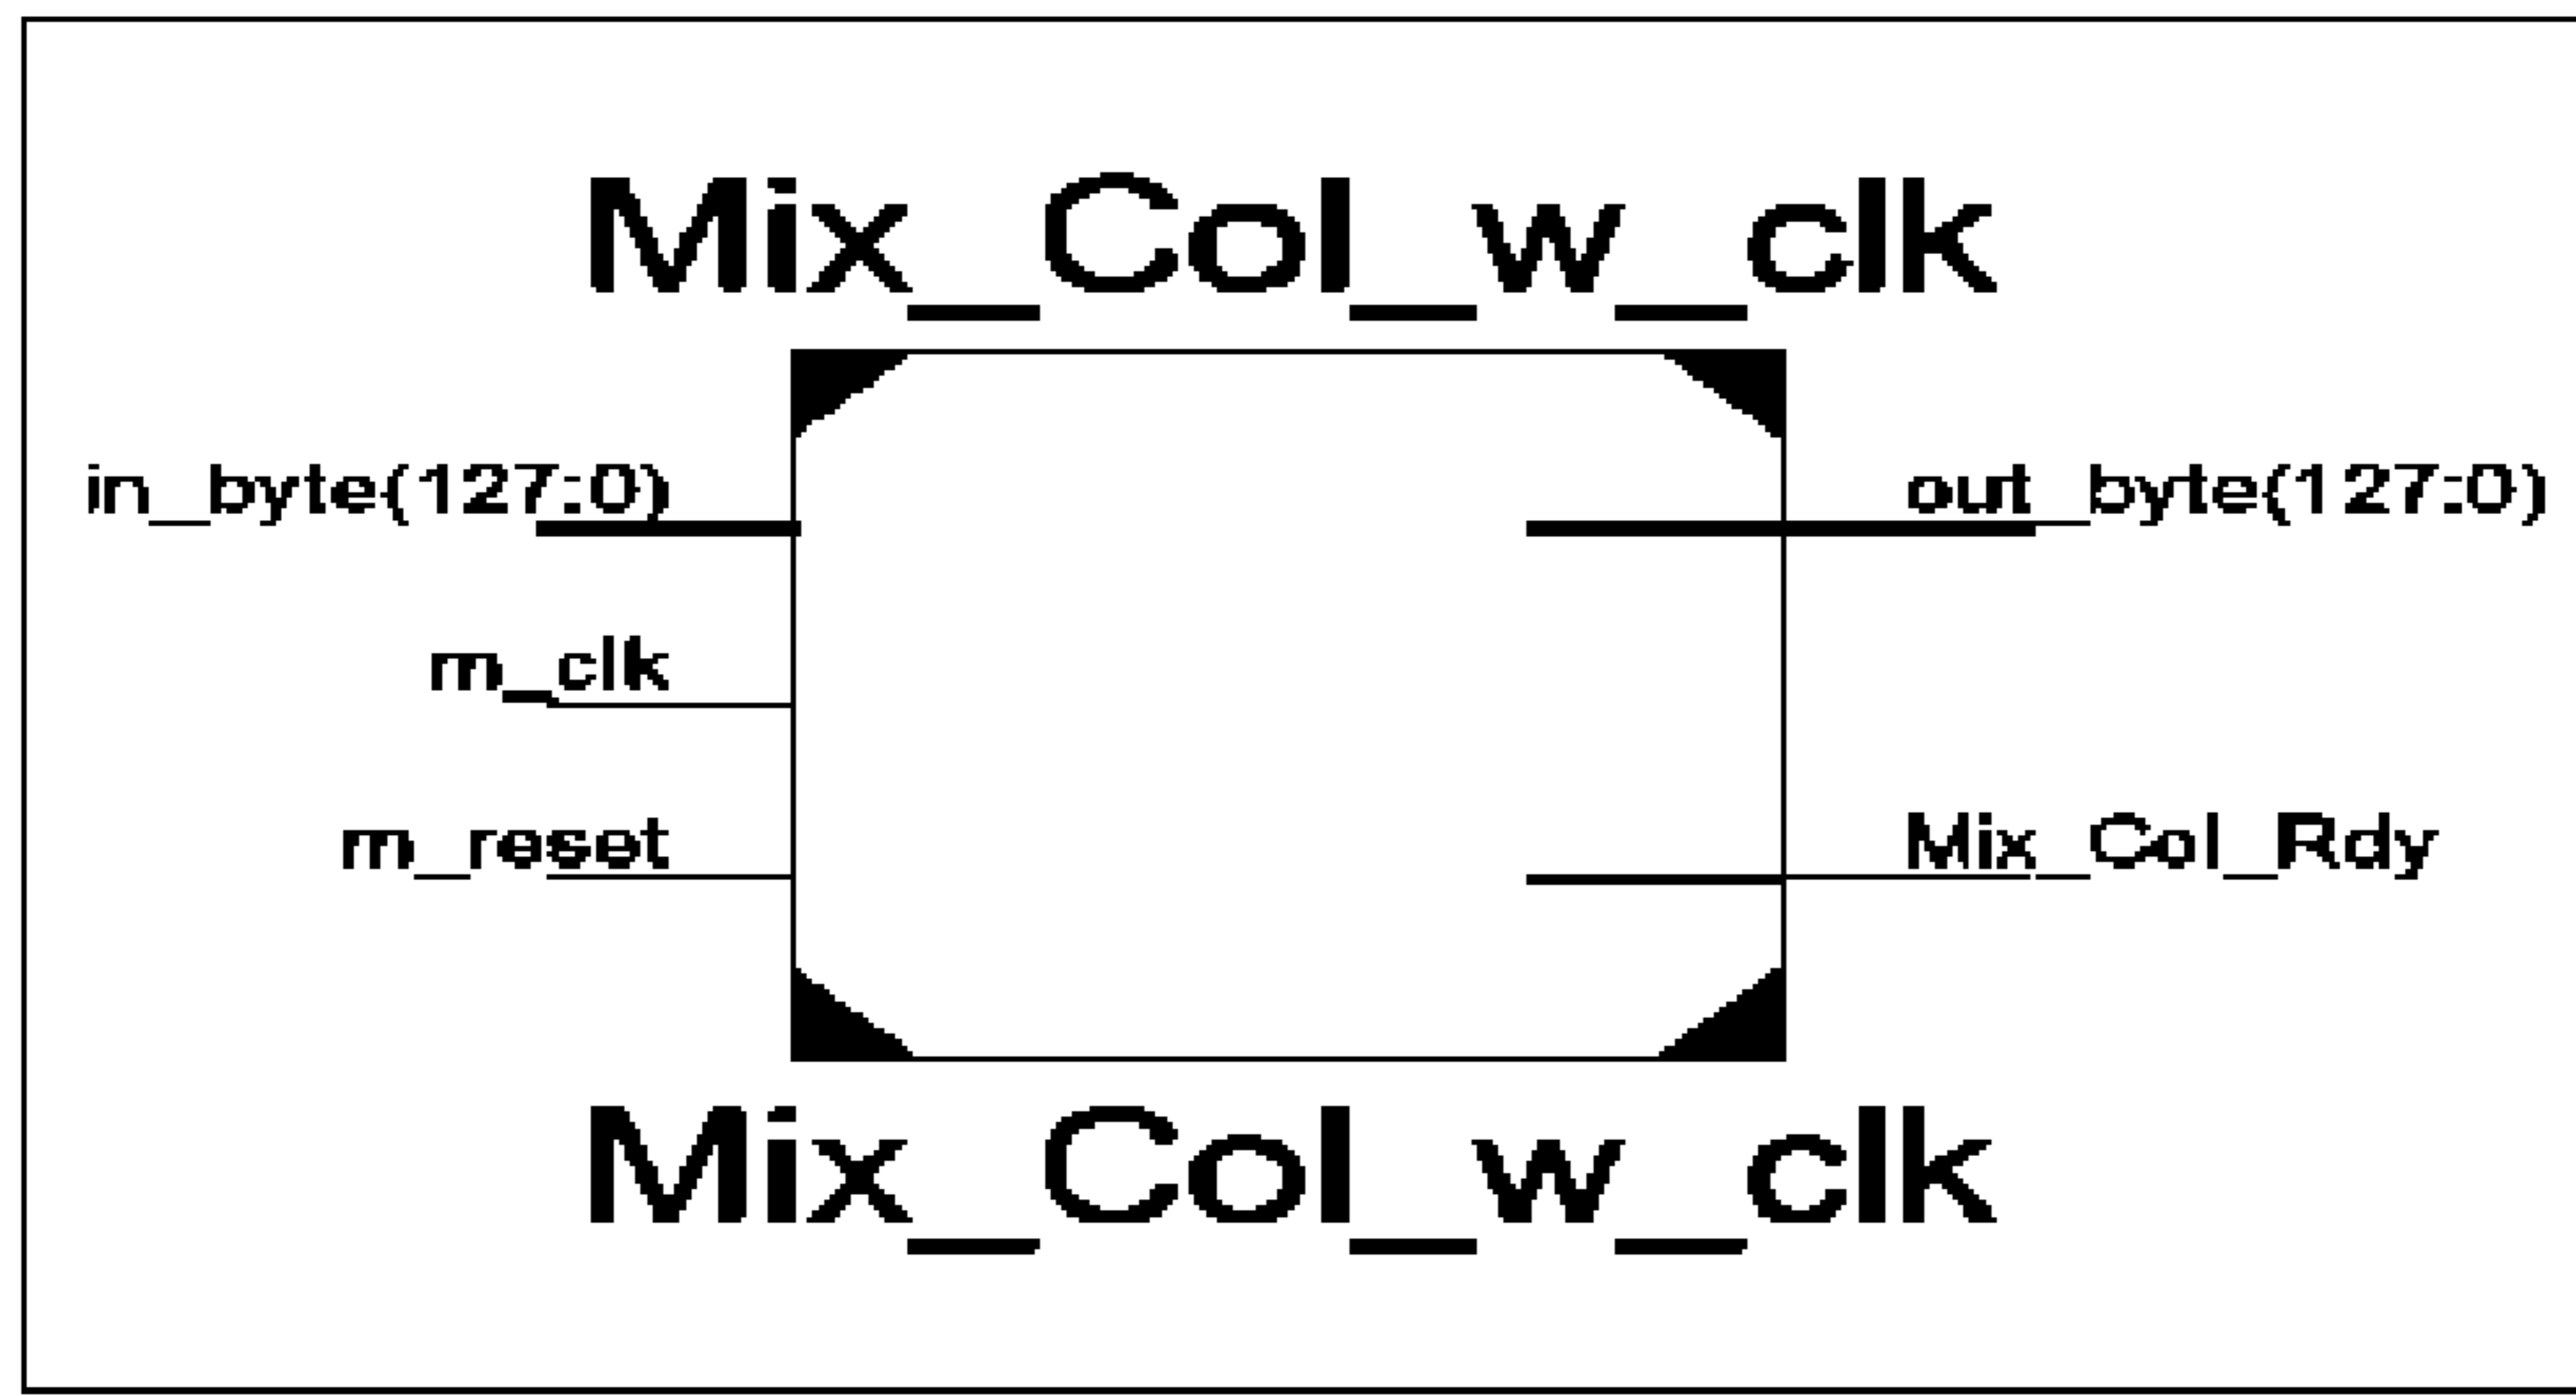 Mix_Col_w_clk
in_byte(127:0)
out_byte(127:0)
m_clk
m_reset
Mix_Col_Rdy
Mix_Col_w_clk